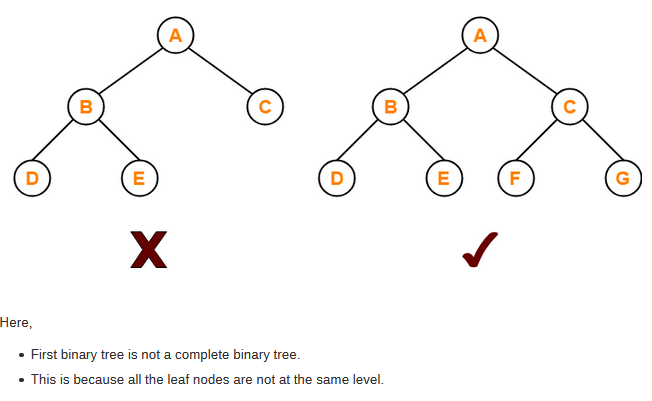 A A
B C B C
D E D E F G
Here,
First binary tree is not a complete binary tree.
This is because all the leaf nodes are not at the same level.